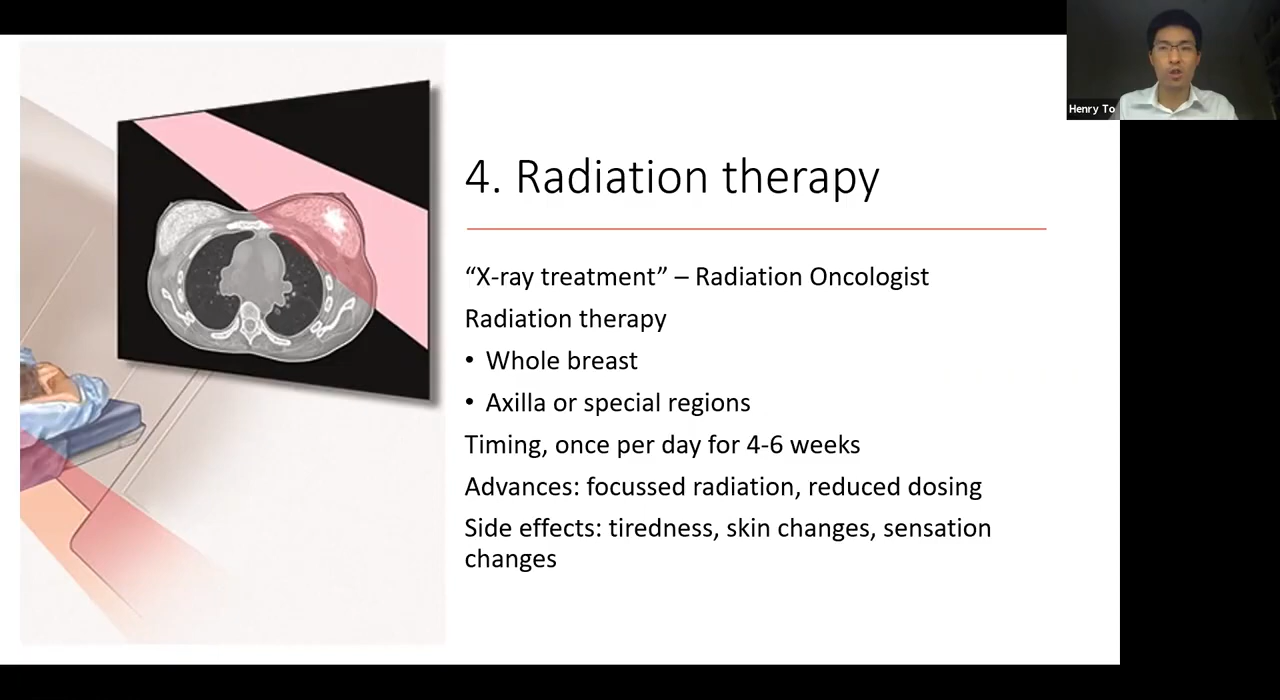 Henry To
4. Radiation therapy
“X-ray treatment” – Radiation Oncologist
Radiation therapy
• Whole breast
• Axilla or special regions
Timing, once per day for 4-6 weeks
Advances: focussed radiation, reduced dosing
Side effects: tiredness, skin changes, sensation
changes